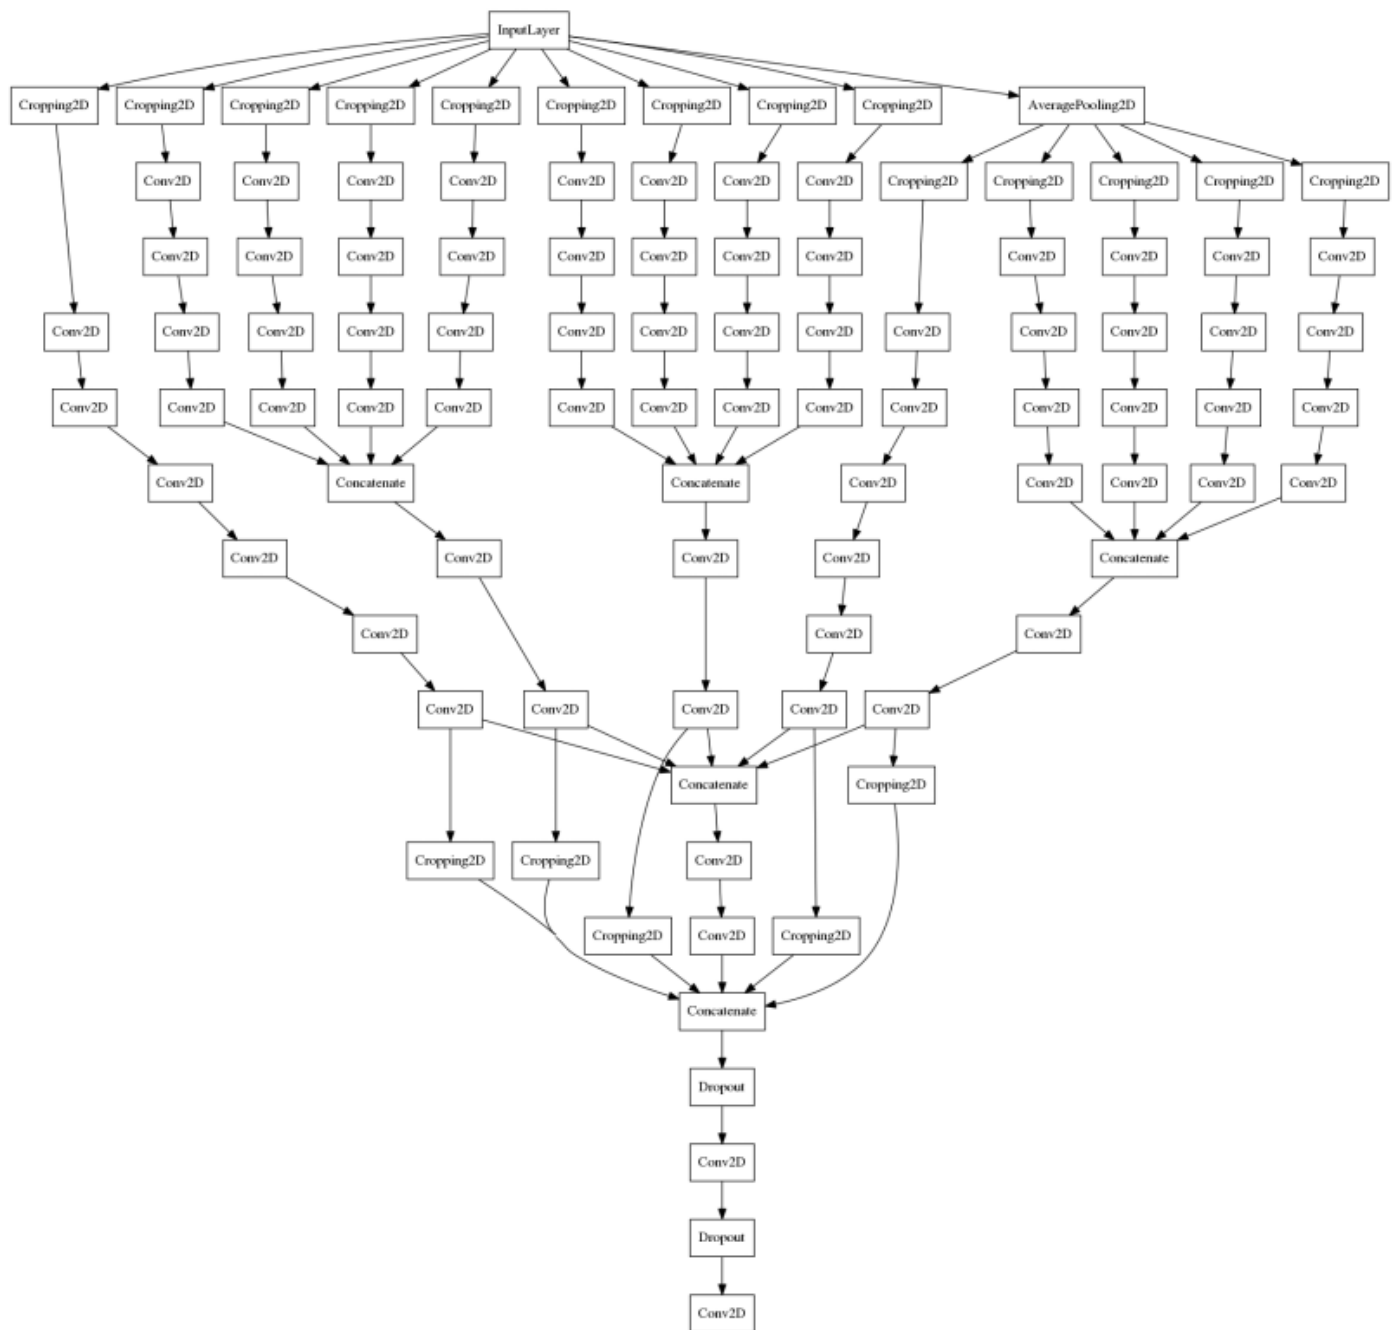 InputLayer
Cropping2D Cropping2D Cropping2D Cropping2D Cropping2D Cropping2D Cropping2D Cropping2D Cropping2D AveragePooling2D
Conv2D Conv2D Conv2D Conv2D Conv2D Conv2D Conv2D Conv2D Cropping2D Cropping2D Cropping2D Cropping2D Cropping2D
Conv2D Conv2D Conv2D Conv2D Conv2D Conv2D Conv2D Conv2D Conv2D Conv2D Conv2D Conv2D
Conv2D Conv2D Conv2D Conv2D Conv2D Conv2D Conv2D Conv2D Conv2D Conv2D Conv2D Conv2D Conv2D Conv2D
Conv2D Conv2D Conv2D Conv2D Conv2D Conv2D Conv2D Conv2D Conv2D Conv2D Conv2D Conv2D Conv2D Conv2D
Conv2D Concatenate Concatenate Conv2D Conv2D Conv2D Conv2D Conv2D
Conv2D Conv2D Conv2D Conv2D Concatenate
Conv2D Conv2D Conv2D
Conv2D Conv2D Conv2D Conv2D Conv2D
Concatenate Cropping2D
Cropping2D Cropping2D Conv2D
Cropping2D Conv2D Cropping2D
Concatenate
Dropout
Conv2D
Dropout
Conv2D